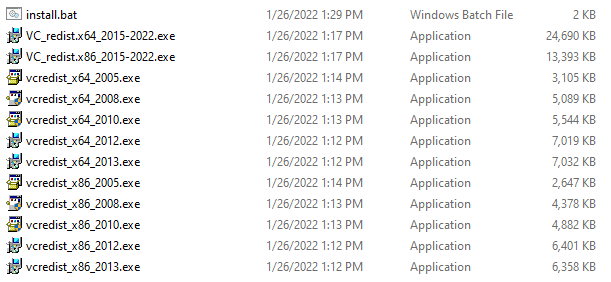 install.bat 1/26/2022 1:29 PM Windows Batch File 2 KB
VC_redist.x64_2015-2022.exe 1/26/2022 1:17 PM Application 24,690 KB
VC_redist.x86_2015-2022.exe 1/26/2022 1:17 PM Application 13,393 KB
vcredist_x64_2005.exe 1/26/2022 1:14 PM Application 3,105 KB
vcredist_x64_2008.exe 1/26/2022 1:13 PM Application 5,089 KB
vcredist_x64_2010.exe 1/26/2022 1:13 PM Application 5,544 KB
vcredist_x64_2012.exe 1/26/2022 1:12 PM Application 7,019 KB
vcredist_x64_2013.exe 1/26/2022 1:12 PM Application 7,032 KB
vcredist_x86_2005.exe 1/26/2022 1:14 PM Application 2,647 KB
vcredist_x86_2008.exe 1/26/2022 1:13 PM Application 4,378 KB
vcredist_x86_2010.exe 1/26/2022 1:13 PM Application 4,882 KB
vcredist_x86_2012.exe 1/26/2022 1:12 PM Application 6,401 KB
vcredist_x86_2013.exe 1/26/2022 1:12 PM Application 6,358 KB